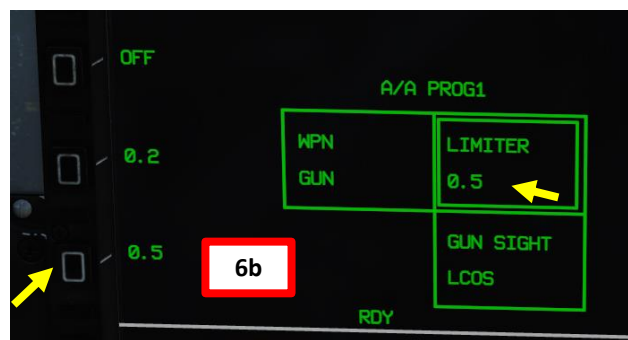 OFF
A/A PROG1
0.2
WPN
GUN
LIMITER
0.5
0.5
6b
GUN SIGHT
LCOS
RDY